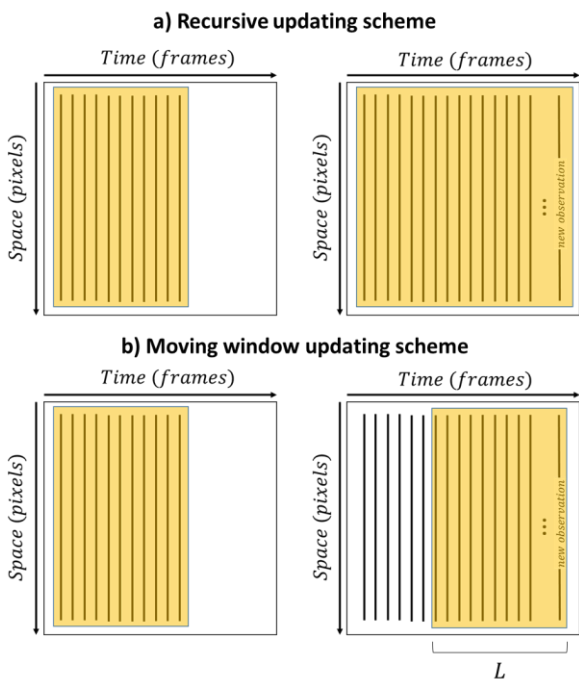 a) Recursive updating scheme
Time (frames)
Time (frames)
Space (pixels)
Space (pixels)
...
new observation
b) Moving window updating scheme
Time (frames)
Time (frames)
Space (pixels)
Space (pixels)
...
new observation
L